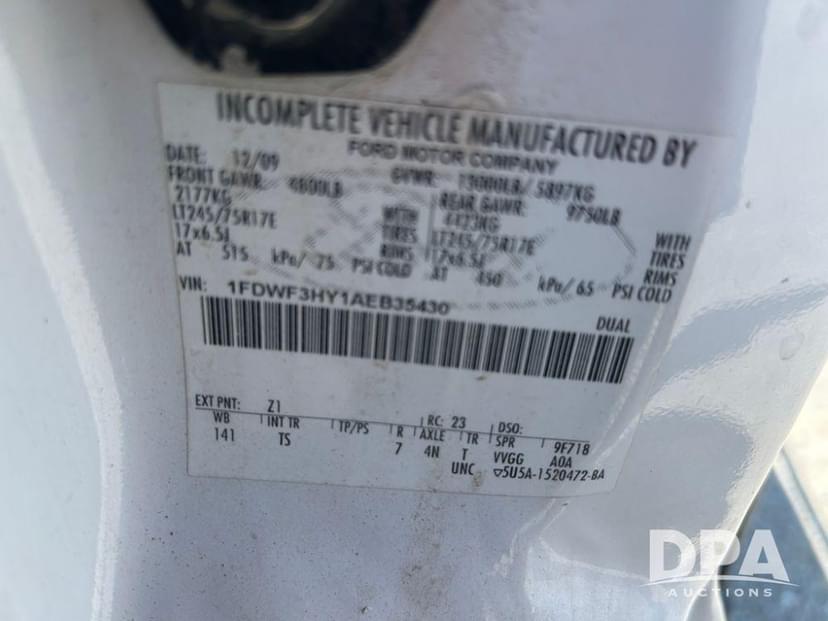 INCOMPLETE VEHICLE MANUFACTURED BY
FORD MOTOR COMPANY
DATE: 12/09 GVWR: 13000LB/ 5897KG
FRONT GAWR: 4800LB REAR GAWR: 9750LB
2177KG WITH 4423KG WITH
LT245/75R17E TIRES LT245/75R17E TIRES
17x6.5J RIMS 17x6.5J RIMS
AT 515 kPa/ 75 PSI COLD AT 450 kPa/ 65 PSI COLD
VIN: 1FDWF3HY1AEB35430
DUAL
EXT PNT: Z1 RC: 23 DSO:
WB INT TR TP/PS R AXLE TR SPR 9F718
141 TS 7 4N T VVGG A0A
UNC ▽5U5A-1520472-BA
DPA
AUCTIONS